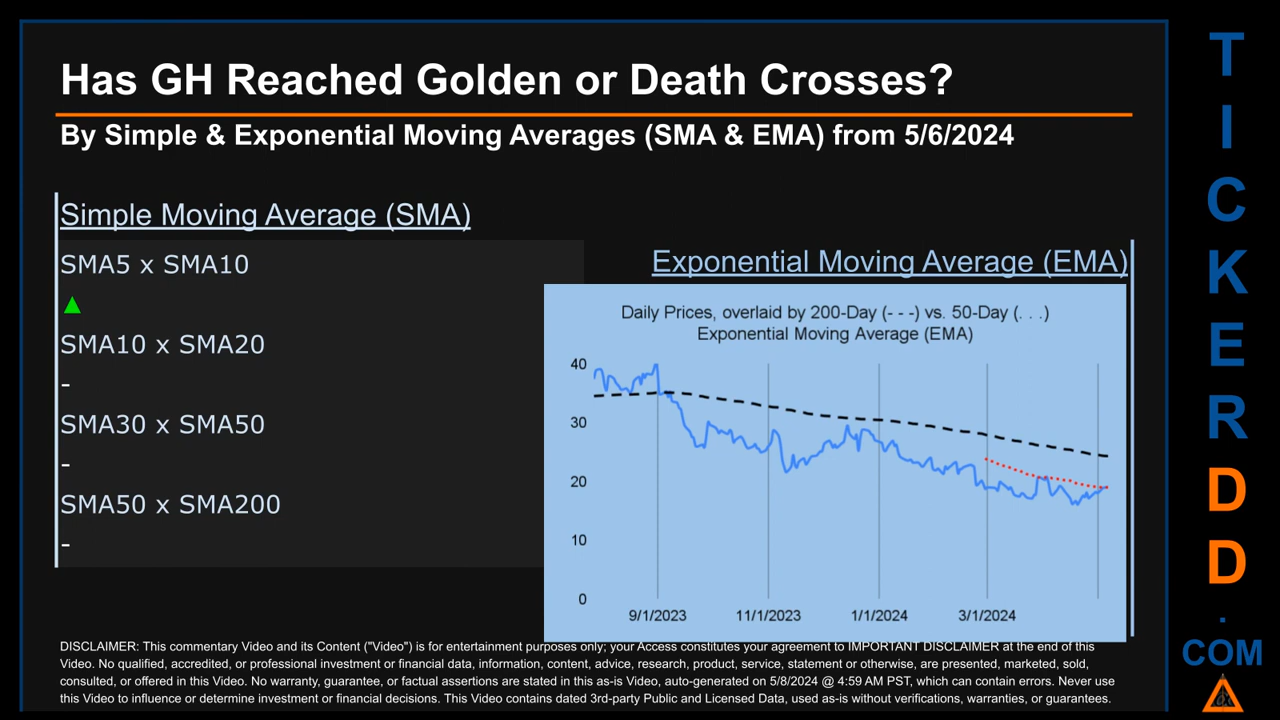 Has GH Reached Golden or Death Crosses?
By Simple & Exponential Moving Averages (SMA & EMA) from 5/6/2024
Simple Moving Average (SMA)
SMA5 x SMA10
▲
SMA10 x SMA20
-
SMA30 x SMA50
-
SMA50 x SMA200
-
Exponential Moving Average (EMA)
Daily Prices, overlaid by 200-Day (- - -) vs. 50-Day (. . .)
Exponential Moving Average (EMA)
40
30
20
10
0
9/1/2023 11/1/2023 1/1/2024 3/1/2024
DISCLAIMER: This commentary Video and its Content ("Video") is for entertainment purposes only; your Access constitutes your agreement to IMPORTANT DISCLAIMER at the end of this
Video. No qualified, accredited, or professional investment or financial data, information, content, advice, research, product, service, statement or otherwise, are presented, marketed, sold,
consulted, or offered in this Video. No warranty, guarantee, or factual assertions are stated in this as-is Video, auto-generated on 5/8/2024 @ 4:59 AM PST, which can contain errors. Never use
this Video to influence or determine investment or financial decisions. This Video contains dated 3rd-party Public and Licensed Data, used as-is without verifications, warranties, or guarantees.
T
I
C
K
E
R
D
D
.
COM